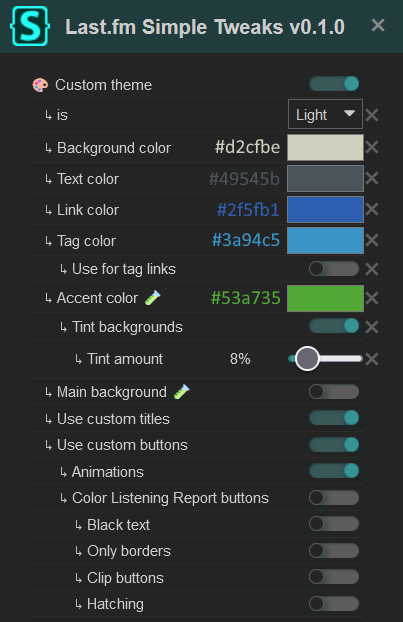 Last.fm Simple Tweaks v0.1.0
Custom theme
↳ is Light
↳ Background color #d2cfbe
↳ Text color #49545b
↳ Link color #2f5fb1
↳ Tag color #3a94c5
↳ Use for tag links
↳ Accent color #53a735
↳ Tint backgrounds
↳ Tint amount 8%
↳ Main background
↳ Use custom titles
↳ Use custom buttons
↳ Animations
↳ Color Listening Report buttons
↳ Black text
↳ Only borders
↳ Clip buttons
↳ Hatching